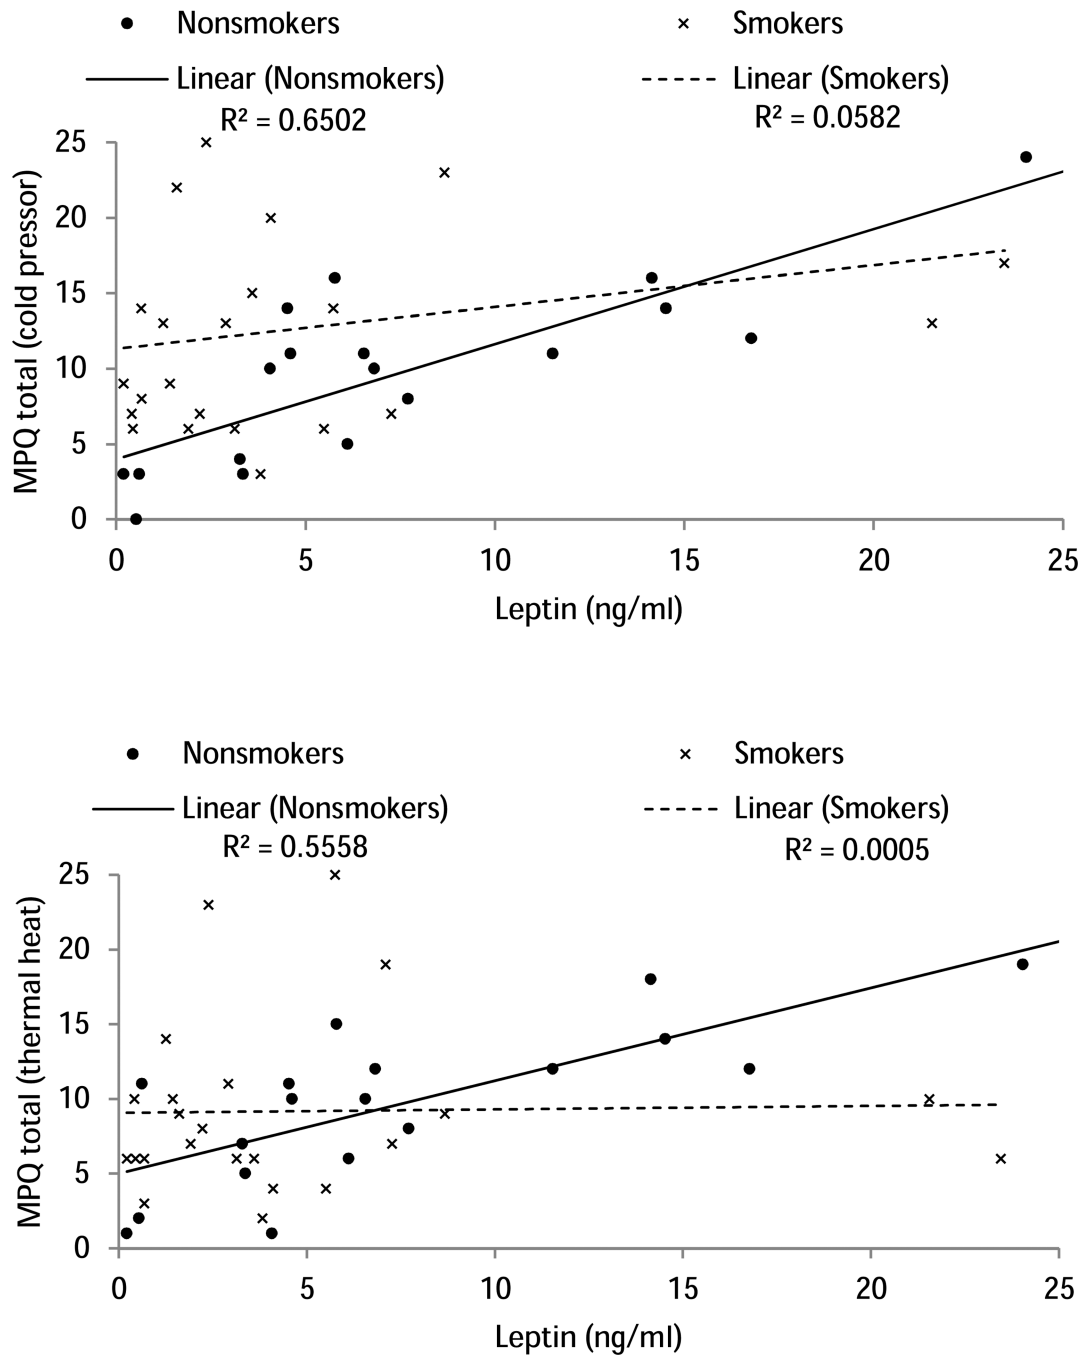 Nonsmokers Smokers
Linear (Nonsmokers) Linear (Smokers)
R² = 0.6502 R² = 0.0582
MPQ total (cold pressor)
25
20
15
10
5
0
0 5 10 15 20 25
Leptin (ng/ml)
Nonsmokers Smokers
Linear (Nonsmokers) Linear (Smokers)
R² = 0.5558 R² = 0.0005
MPQ total (thermal heat)
25
20
15
10
5
0
0 5 10 15 20 25
Leptin (ng/ml)